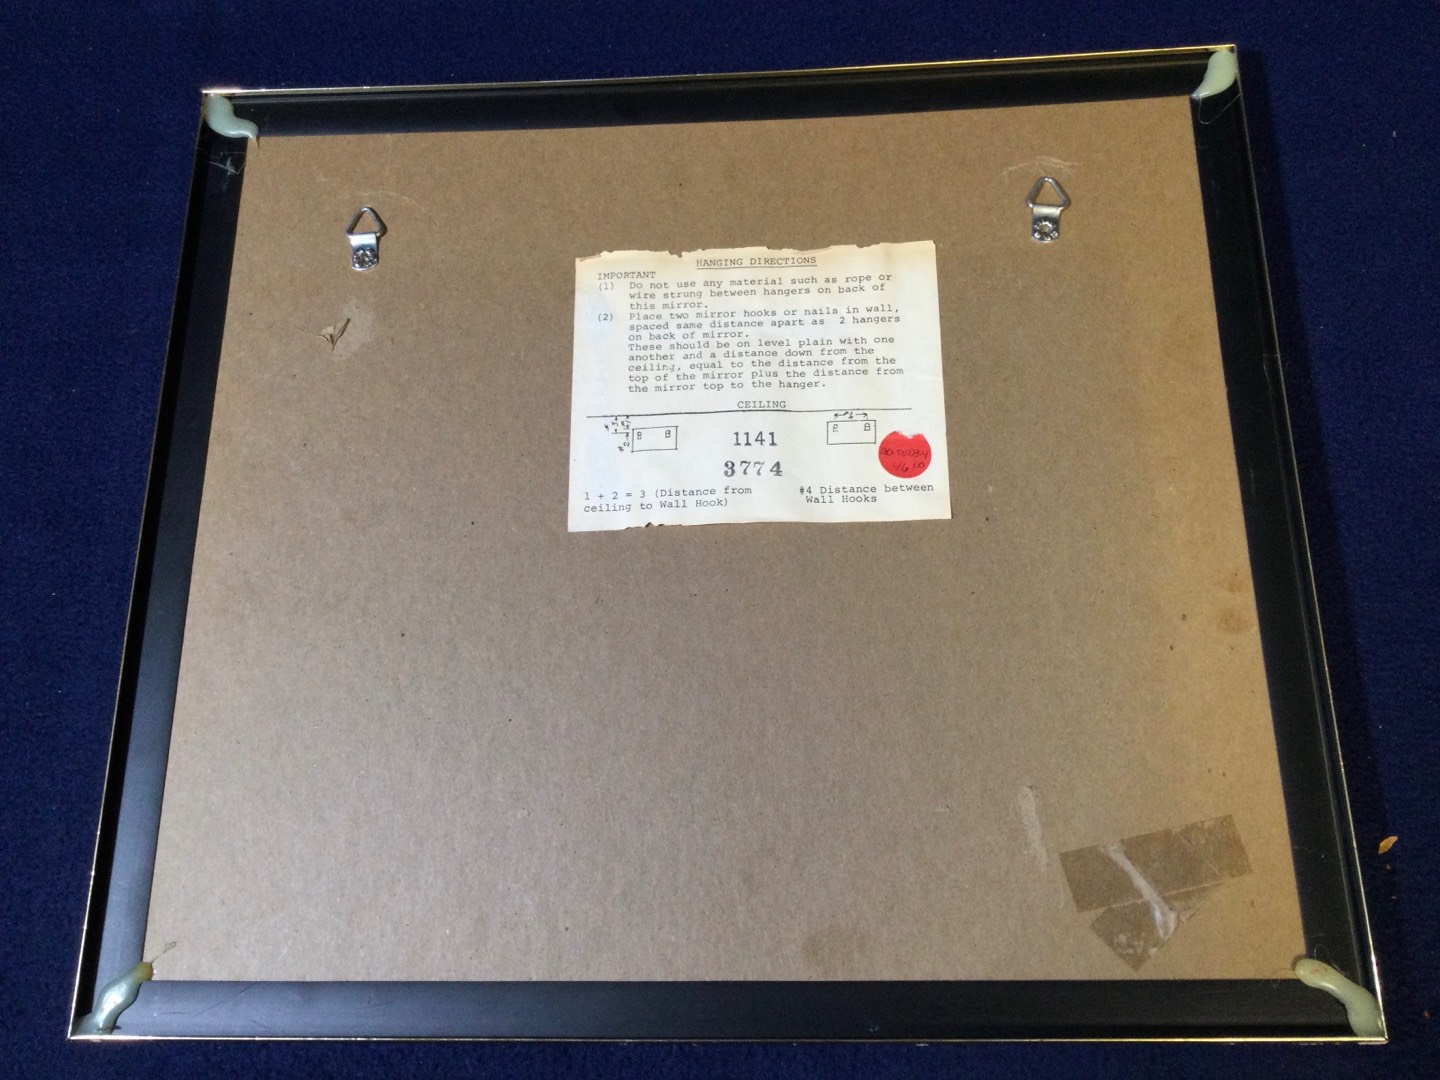 HANGING DIRECTIONS
IMPORTANT
(1) Do not use any material such as rope or
wire strung between hangers on back of
this mirror.
(2) Place two mirror hooks or nails in wall,
spaced same distance apart as 2 hangers
on back of mirror.
These should be on level plain with one
another and a distance down from the
ceiling, equal to the distance from the
top of the mirror plus the distance from
the mirror top to the hanger.
CEILING
1141
3774
1 + 2 = 3 (Distance from
ceiling to Wall Hook)
#4 Distance between
Wall Hooks